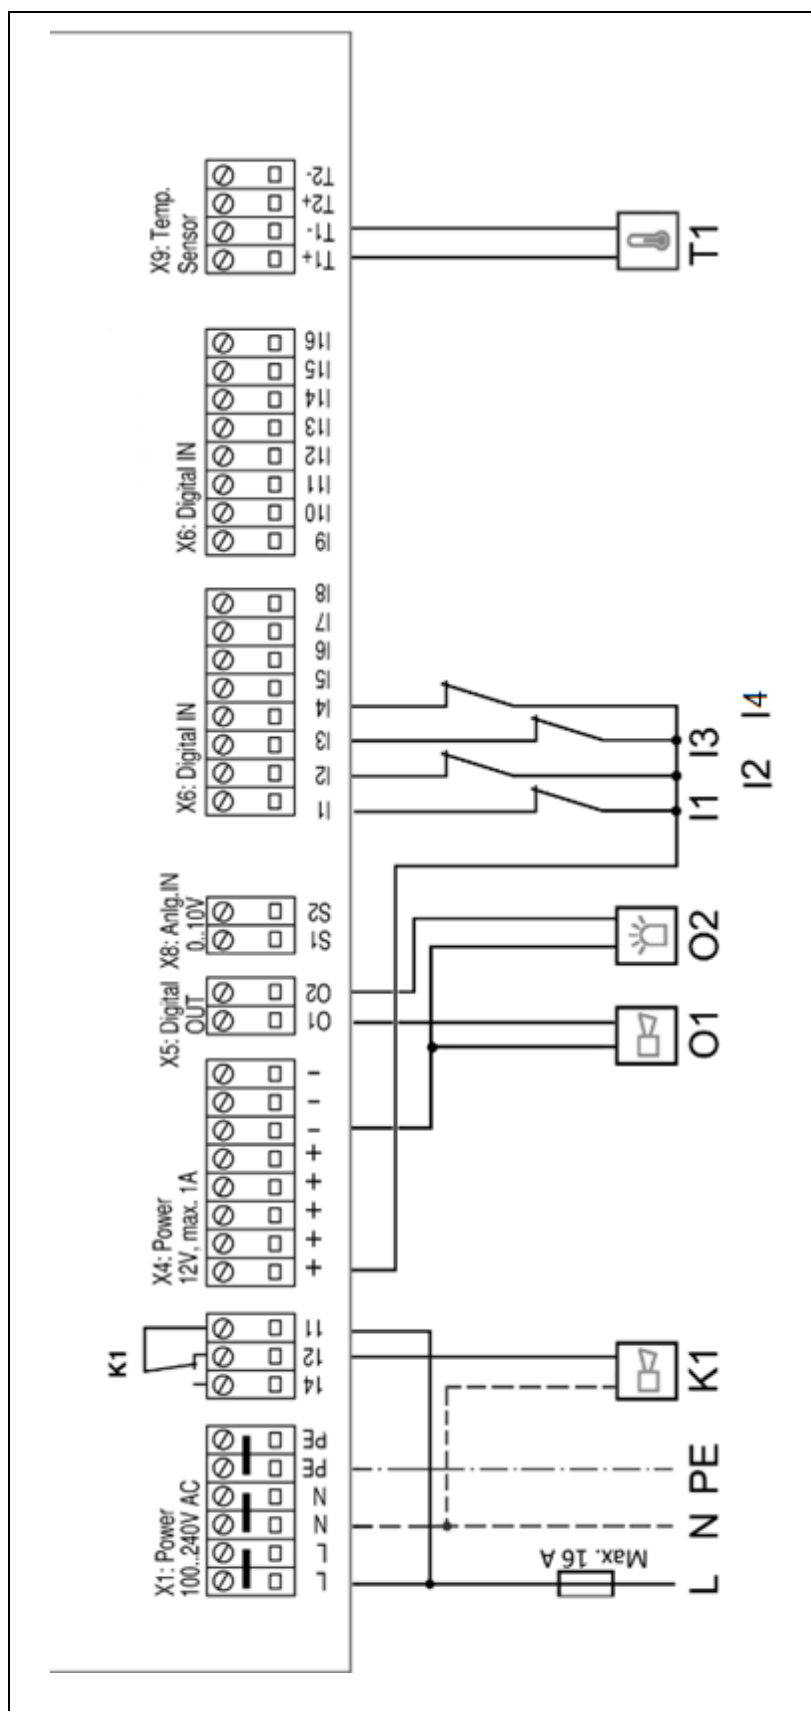 X9: Temp.
Sensor
T2-
T2+
T1-
T1+
T1
X6: Digital IN
I16
I15
I14
I13
I12
I11
I10
I9
X6: Digital IN
I8
I7
I6
I5
I4
I3
I2
I1
I4
I3
I2
I1
X8: Anlg.IN
0..10V
S2
S1
O2
X5: Digital
OUT
O2
O1
O1
X4: Power
12V, max. 1A
-
-
-
+
+
+
+
+
K1
11
12
14
K1
X1: Power
100..240V AC
PE
PE
N
N
L
L
PE
N
Max. 16 A
L